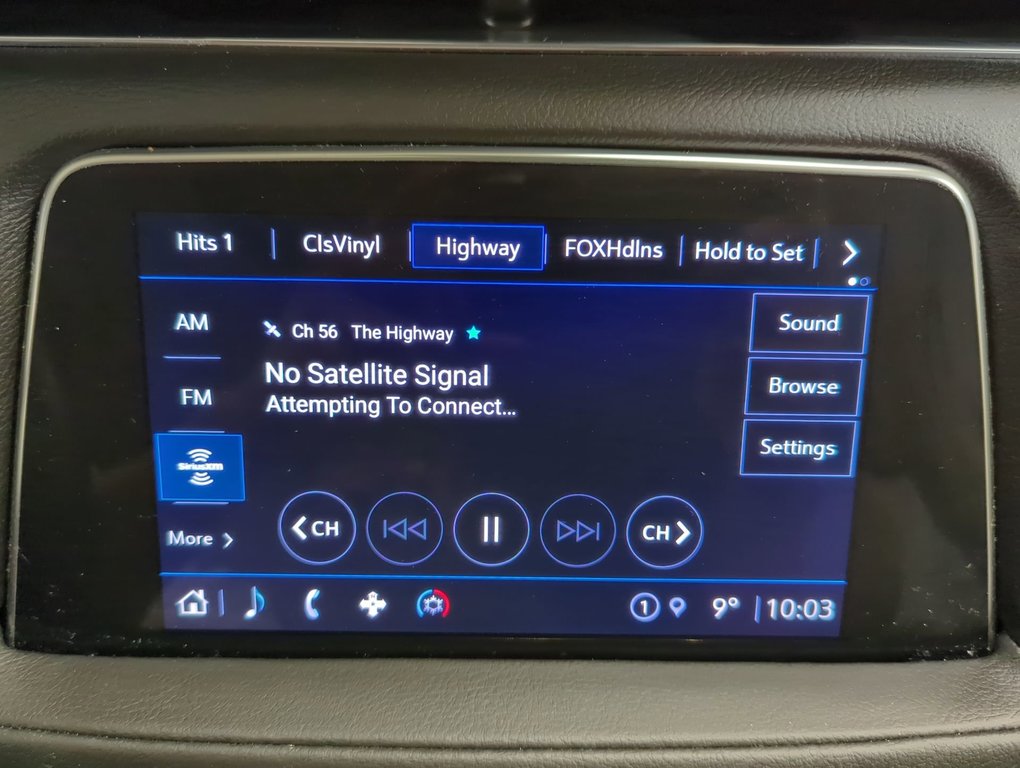 Hits 1 ClsVinyl Highway FOXHdlns Hold to Set
AM
Ch 56 The Highway
Sound
No Satellite Signal
FM
Attempting To Connect...
Browse
SiriusXM
Settings
More
CH
CH
1 9° 10:03